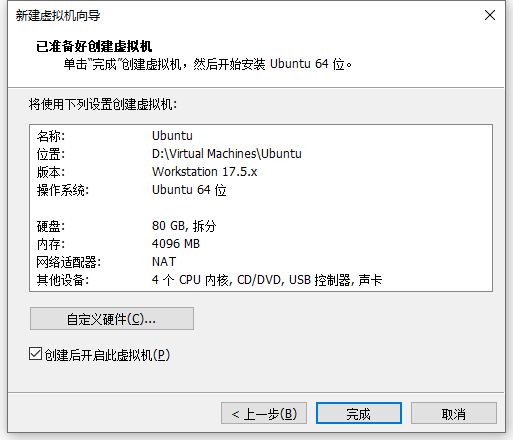 新建虚拟机向导
已准备好创建虚拟机
单击“完成”创建虚拟机，然后开始安装 Ubuntu 64 位。
将使用下列设置创建虚拟机:
名称: Ubuntu
位置: D:\Virtual Machines\Ubuntu
版本: Workstation 17.5.x
操作系统: Ubuntu 64 位
硬盘: 80 GB, 拆分
内存: 4096 MB
网络适配器: NAT
其他设备: 4 个 CPU 内核, CD/DVD, USB 控制器, 声卡
自定义硬件(C)...
创建后开启此虚拟机(P)
< 上一步(B) 完成 取消